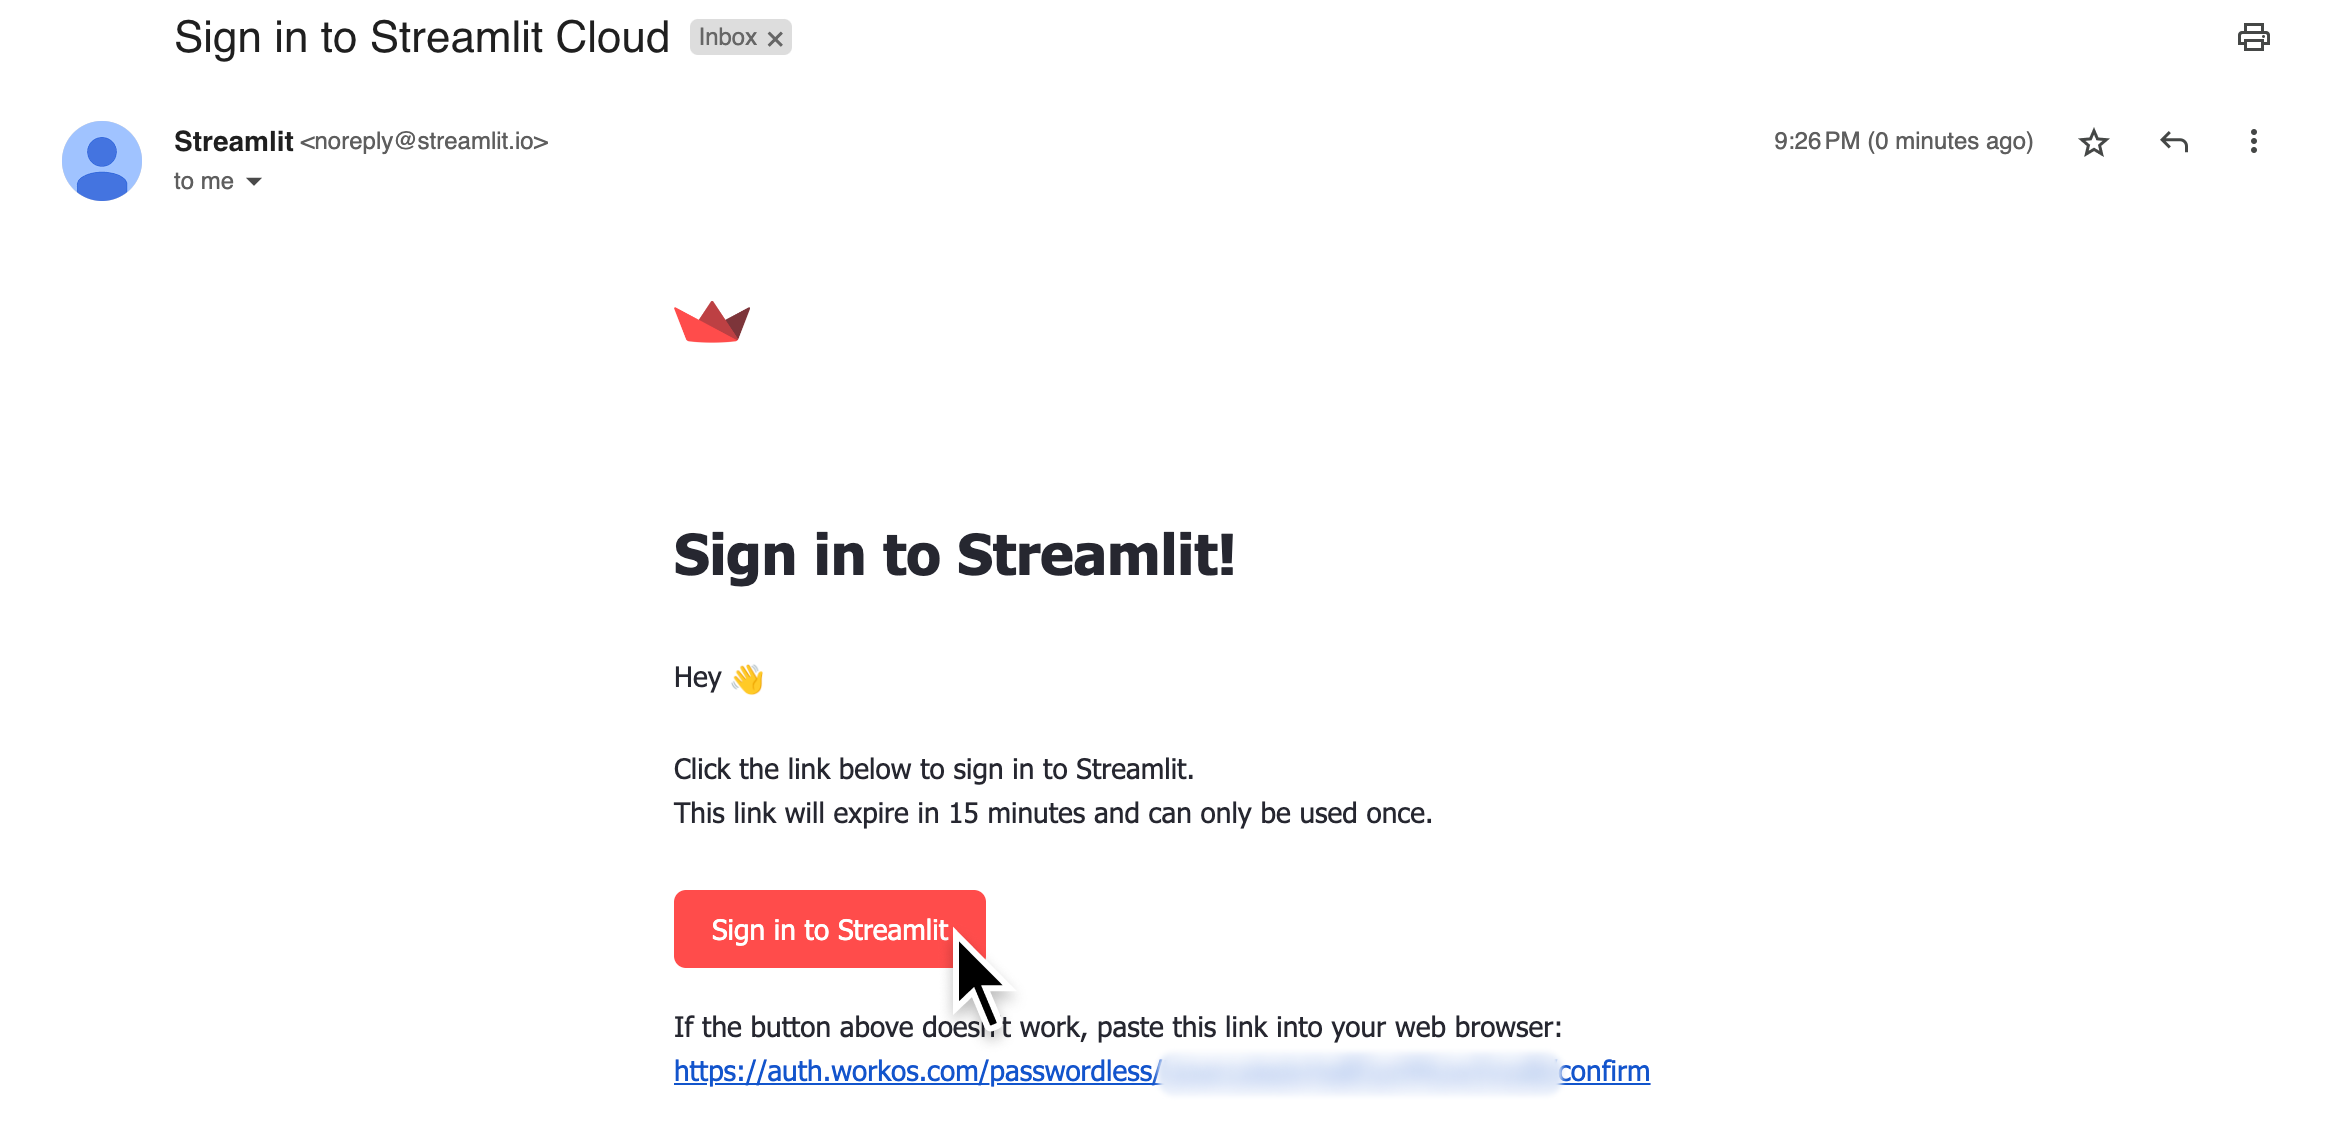 Sign in to Streamlit Cloud Inbox ×
Streamlit <noreply@streamlit.io> 9:26 PM (0 minutes ago)
to me
Sign in to Streamlit!
Hey 👋
Click the link below to sign in to Streamlit.
This link will expire in 15 minutes and can only be used once.
Sign in to Streamlit
If the button above doesn't work, paste this link into your web browser:
https://auth.workos.com/passwordless/ confirm